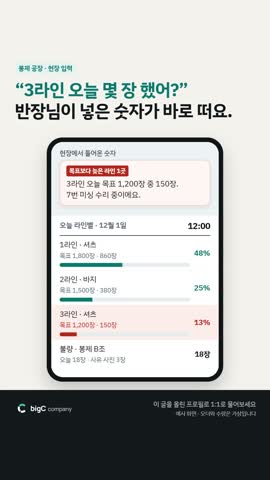 봉제 공장 · 현장 입력
“3라인 오늘 몇 장 했어?”
반장님이 넣은 숫자가 바로 떠요.
현장에서 들어온 숫자
목표보다 늦은 라인 1곳
3라인 오늘 목표 1,200장 중 150장.
7번 미싱 수리 중이에요.
오늘 라인별 · 12월 1일 12:00
1라인 · 셔츠
목표 1,800장 · 860장 48%
2라인 · 바지
목표 1,500장 · 380장 25%
3라인 · 셔츠
목표 1,200장 · 150장 13%
불량 · 봉제 B조
오늘 18장 · 사유 사진 3장 18장
bigC company
이 글을 올린 프로필로 1:1로 물어보세요
예시 화면 · 오더와 수량은 가상입니다